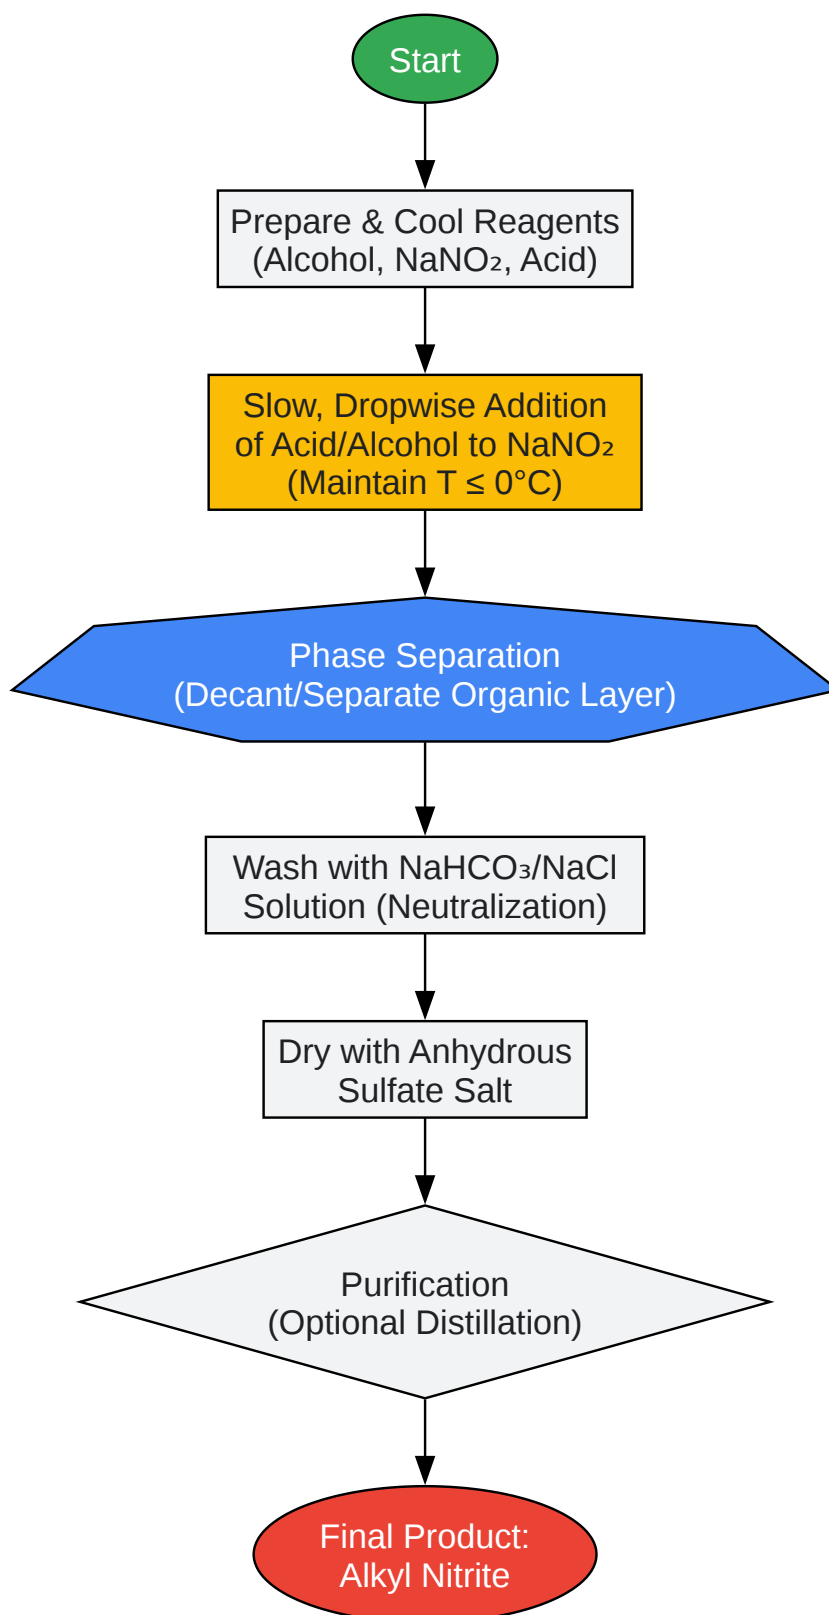 Start
Prepare & Cool Reagents
(Alcohol, NaNO₂, Acid)
Slow, Dropwise Addition
of Acid/Alcohol to NaNO₂
(Maintain T ≤ 0°C)
Phase Separation
(Decant/Separate Organic Layer)
Wash with NaHCO₃/NaCl
Solution (Neutralization)
Dry with Anhydrous
Sulfate Salt
Purification
(Optional Distillation)
Final Product:
Alkyl Nitrite